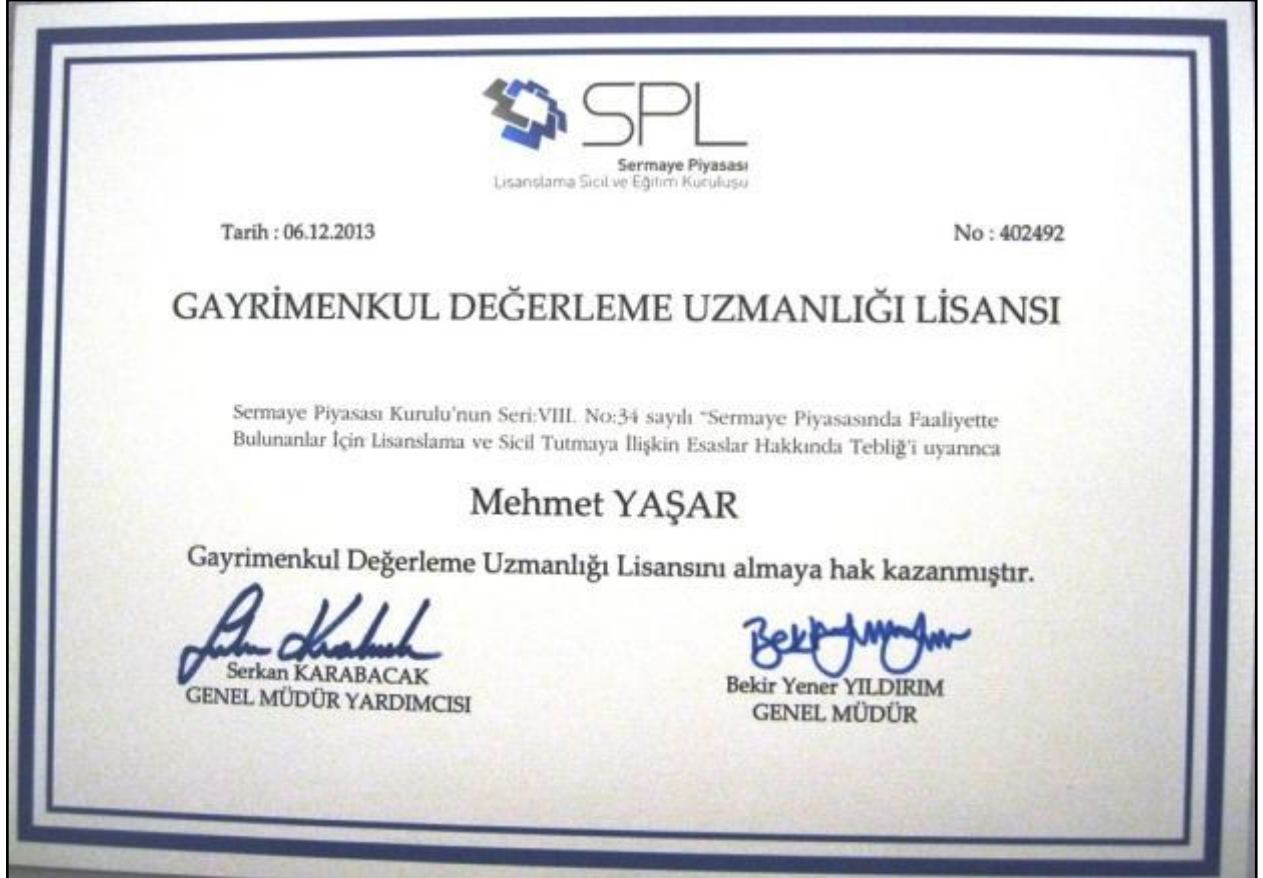 SPL
Sermaye Piyasası
Lisanslama Sicil ve Eğitim Kuruluşu
Tarih : 06.12.2013
No : 402492
GAYRİMENKUL DEĞERLEME UZMANLIĞI LİSANSI
Sermaye Piyasası Kurulu'nun Seri:VIII. No:34 sayılı "Sermaye Piyasasında Faaliyette
Bulunanlar İçin Lisanslama ve Sicil Tutmaya İlişkin Esaslar Hakkında Tebliğ'i uyarınca
Mehmet YAŞAR
Gayrimenkul Değerleme Uzmanlığı Lisansını almaya hak kazanmıştır.
Serkan KARABACAK
GENEL MÜDÜR YARDIMCISI
Bekir Yener YILDIRIM
GENEL MÜDÜR